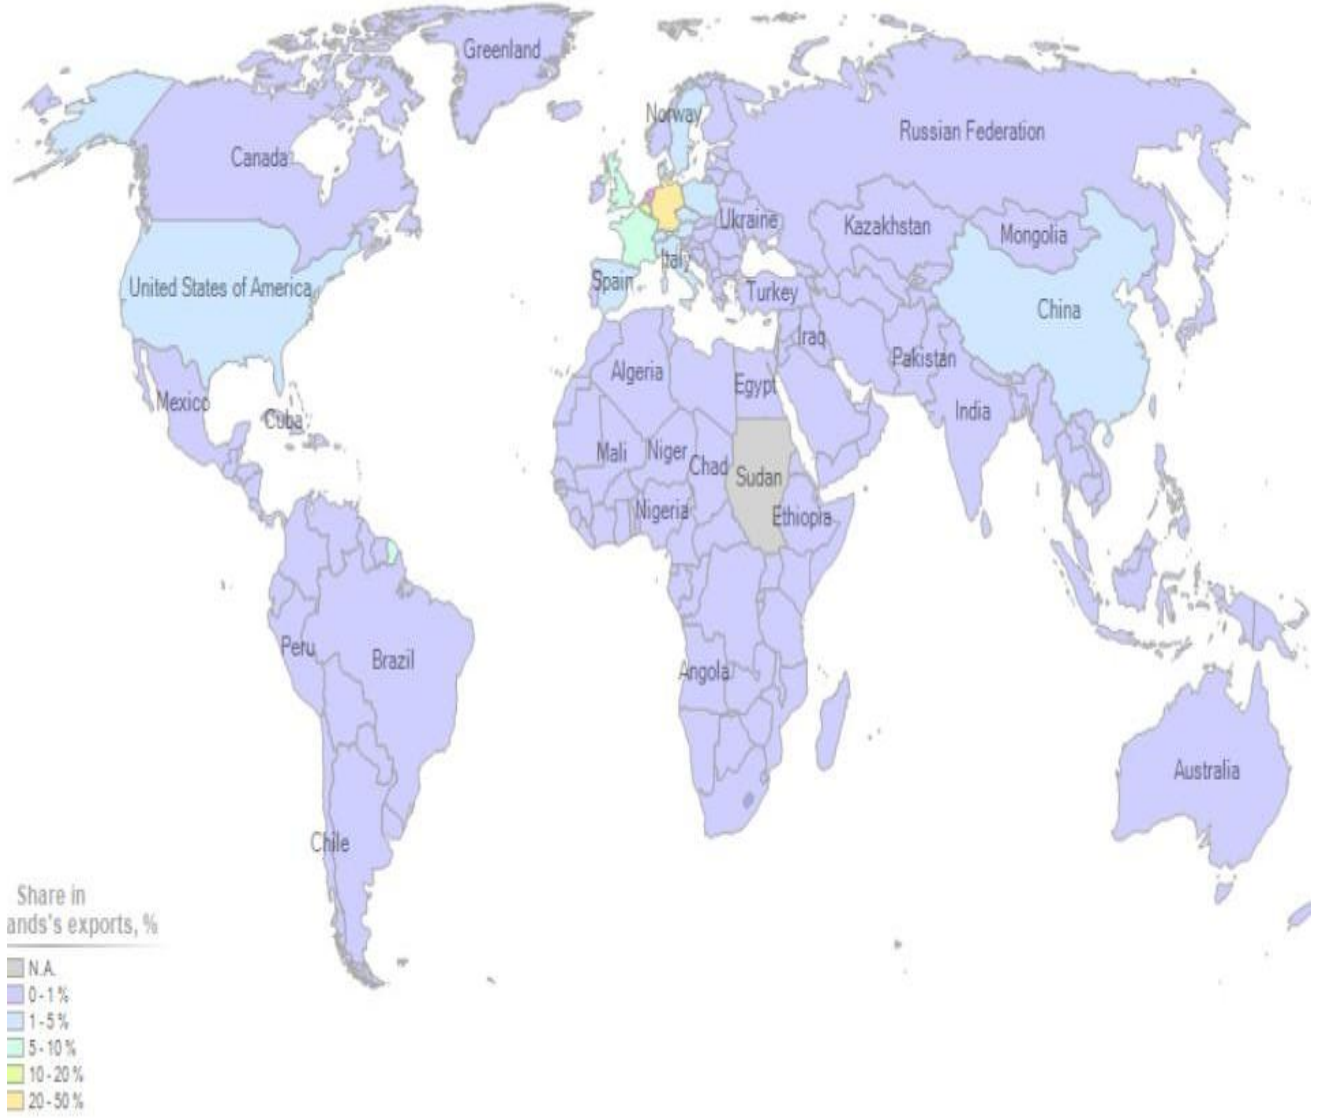 Greenland
Norway
Russian Federation
Canada
Ukraine
Kazakhstan
Mongolia
Italy
Spain
United States of America
Turkey
China
Iraq
Pakistan
Algeria
Egypt
Mexico
India
Cuba
Mali
Niger
Chad
Sudan
Nigeria
Ethiopia
Peru
Brazil
Angola
Australia
Chile
Share in
ands's exports, %
N.A.
0 - 1 %
1 - 5 %
5 - 10 %
10 - 20 %
20 - 50 %